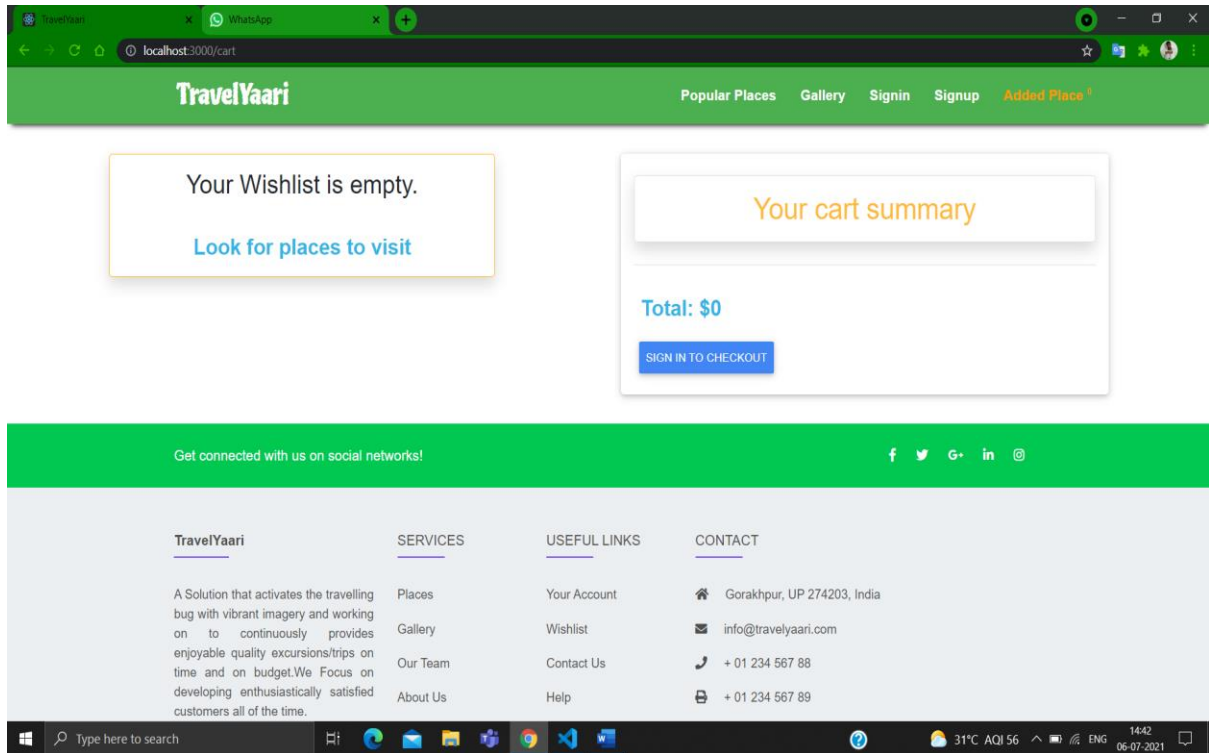 TravelYaari
WhatsApp
localhost:3000/cart
TravelYaari
Popular Places Gallery Signin Signup Added Place 0
Your Wishlist is empty.
Look for places to visit
Your cart summary
Total: $0
SIGN IN TO CHECKOUT
Get connected with us on social networks!
TravelYaari
A Solution that activates the travelling
bug with vibrant imagery and working
on to continuously provides
enjoyable quality excursions/trips on
time and on budget.We Focus on
developing enthusiastically satisfied
customers all of the time.
SERVICES
Places
Gallery
Our Team
About Us
USEFUL LINKS
Your Account
Wishlist
Contact Us
Help
CONTACT
Gorakhpur, UP 274203, India
info@travelyaari.com
+ 01 234 567 88
+ 01 234 567 89
Type here to search
31°C AQI 56
ENG
14:42
06-07-2021